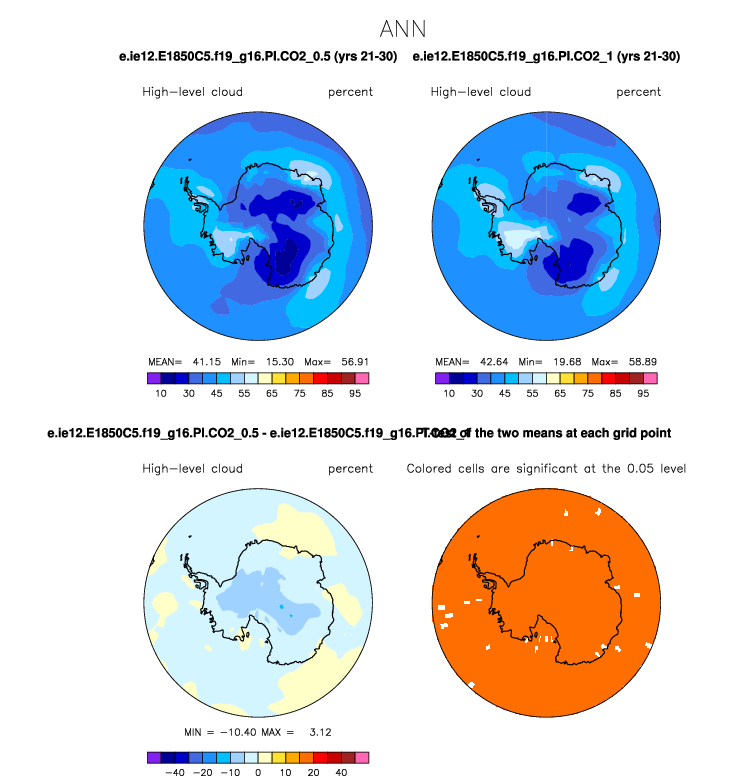 ANN
e.ie12.E1850C5.f19_g16.PI.CO2_0.5 (yrs 21-30) e.ie12.E1850C5.f19_g16.PI.CO2_1 (yrs 21-30)
High-level cloud percent High-level cloud percent
MEAN= 41.15 Min= 15.30 Max= 56.91 MEAN= 42.64 Min= 19.68 Max= 58.89
10 30 45 55 65 75 85 95 10 30 45 55 65 75 85 95
e.ie12.E1850C5.f19_g16.PI.CO2_0.5 - e.ie12.E1850C5.f19_g16.PI.CO2_1 T-test of the two means at each grid point
High-level cloud percent Colored cells are significant at the 0.05 level
MIN = -10.40 MAX = 3.12
-40 -20 -10 0 10 20 40